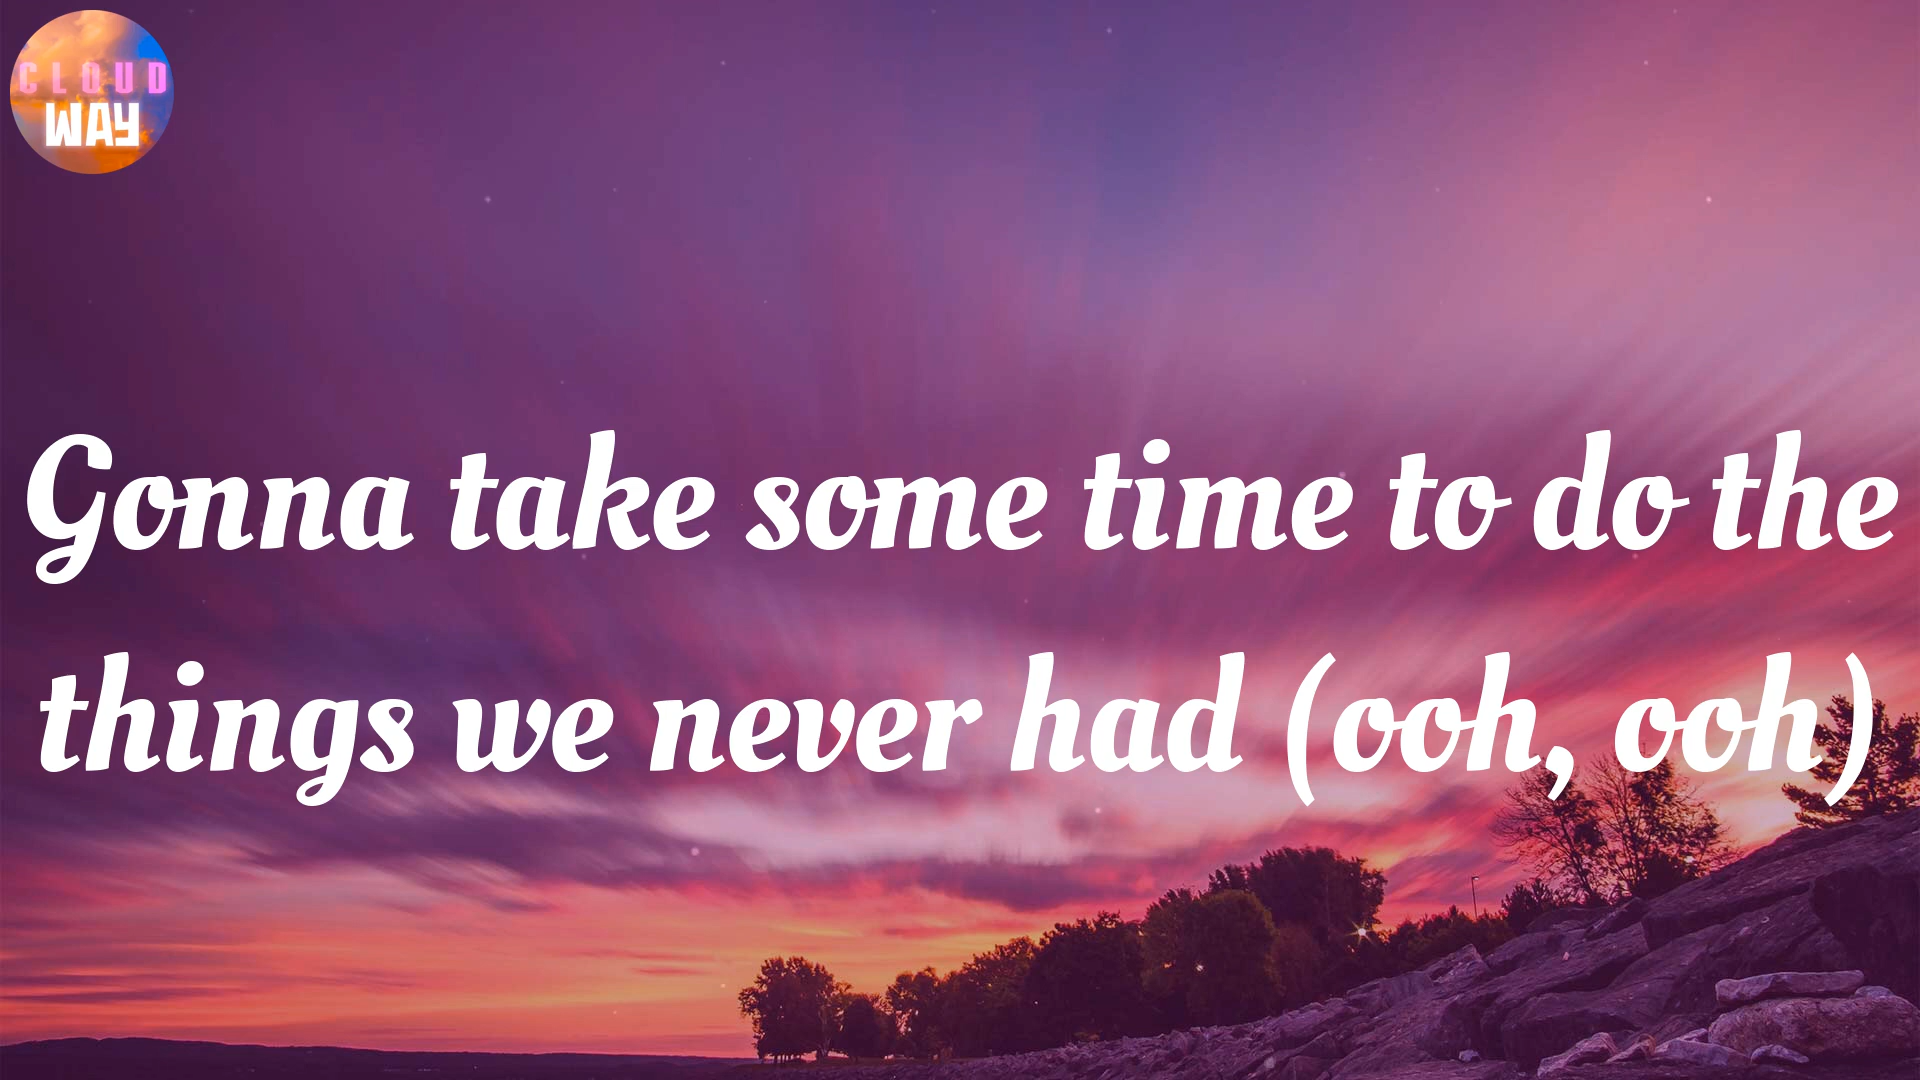 CLOUD
WAY
Gonna take some time to do the
things we never had (ooh, ooh)